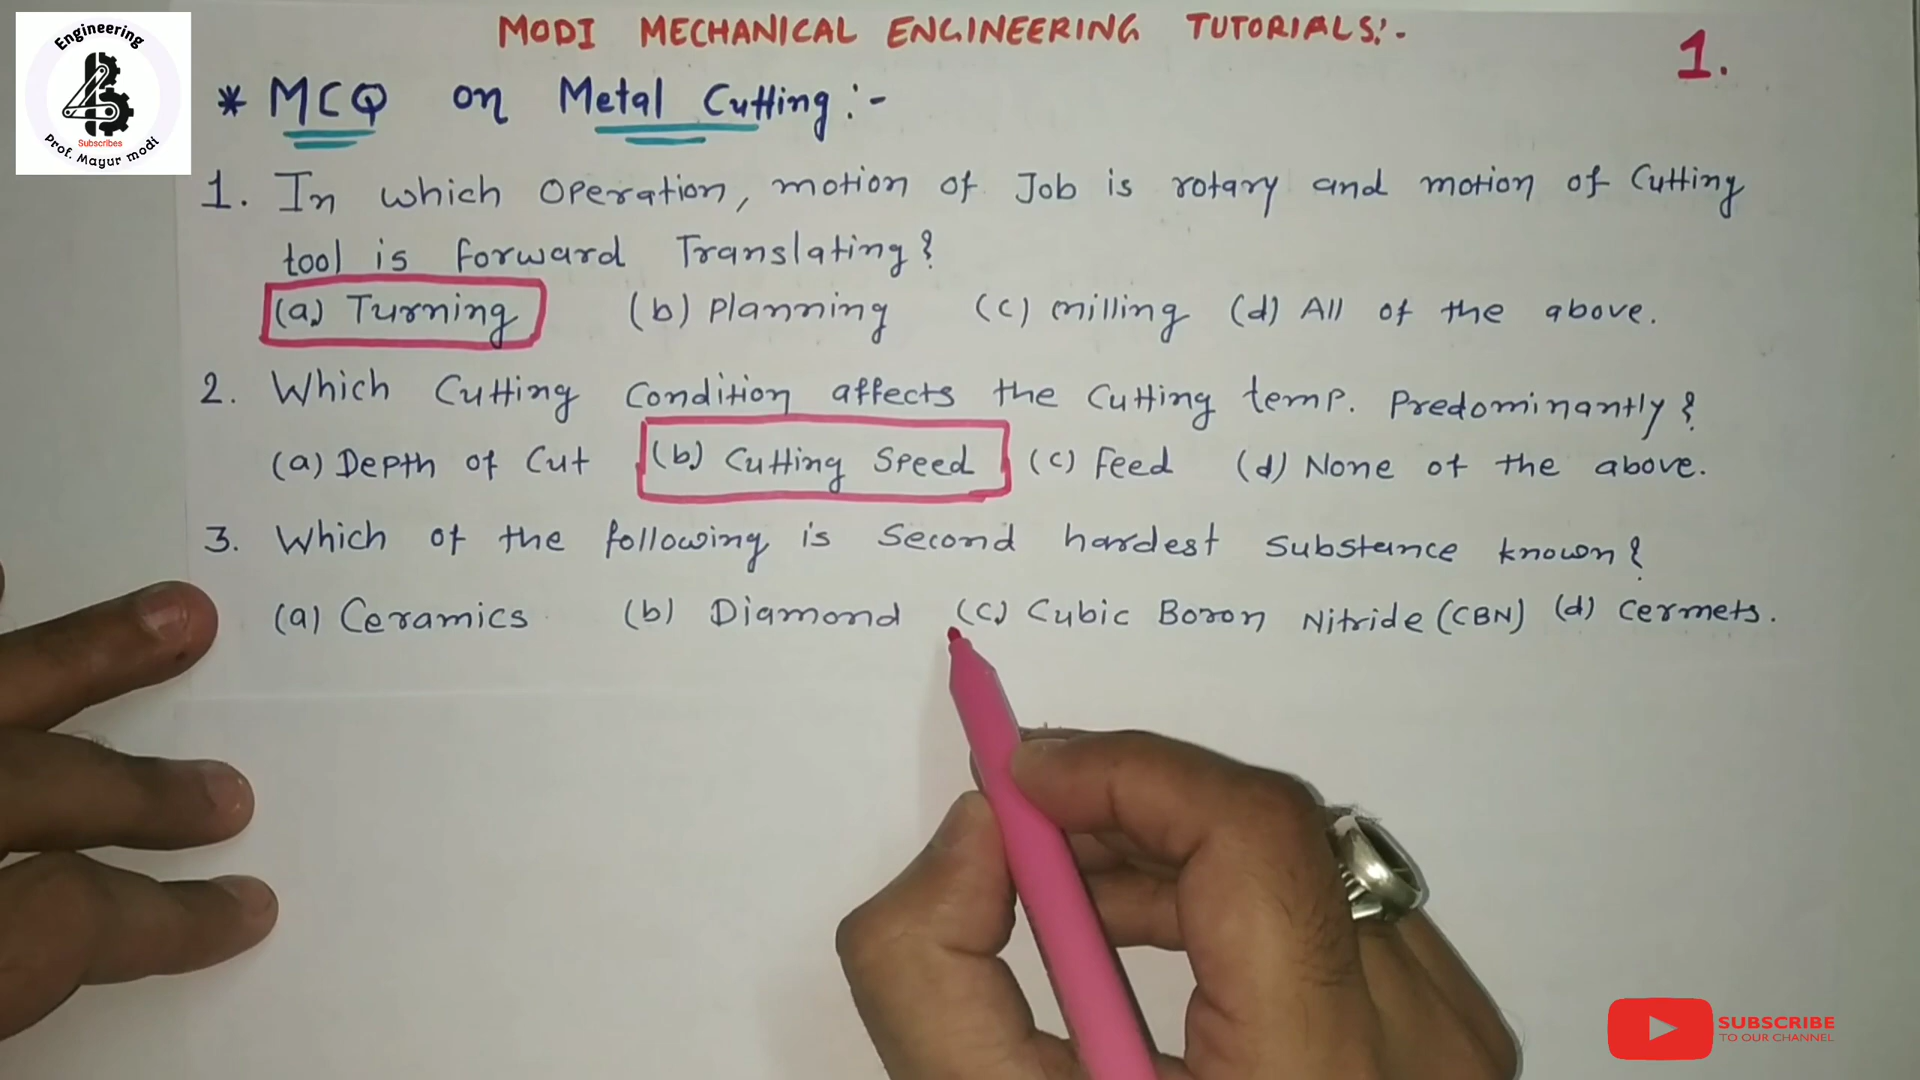 Engineering
Subscribes
Prof. Mayur modi
MODI MECHANICAL ENGINEERING TUTORIALS:-
1.
* MCQ on Metal Cutting:-
1. In which operation, motion of Job is rotary and motion of Cutting
tool is forward Translating?
(a) Turning (b) Planning (c) milling (d) All of the above.
2. Which Cutting Condition affects the Cutting temp. Predominantly?
(a) Depth of Cut (b) Cutting Speed (c) Feed (d) None of the above.
3. Which of the following is Second hardest Substance known?
(a) Ceramics (b) Diamond (c) Cubic Boron Nitride (CBN) (d) Cermets.
SUBSCRIBE
TO OUR CHANNEL